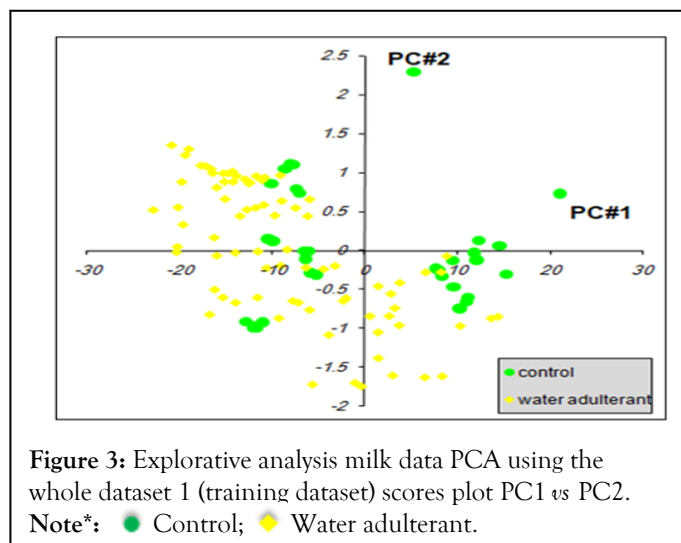 2.5
PC#2
2
1.5
1
PC#1
0.5
0
-30 -20 -10 0 10 20 30
-0.5
-1
control
-1.5
water adulterant
-2
Figure 3: Explorative analysis milk data PCA using the
whole dataset 1 (training dataset) scores plot PC1 vs PC2.
Note*: Control; Water adulterant.